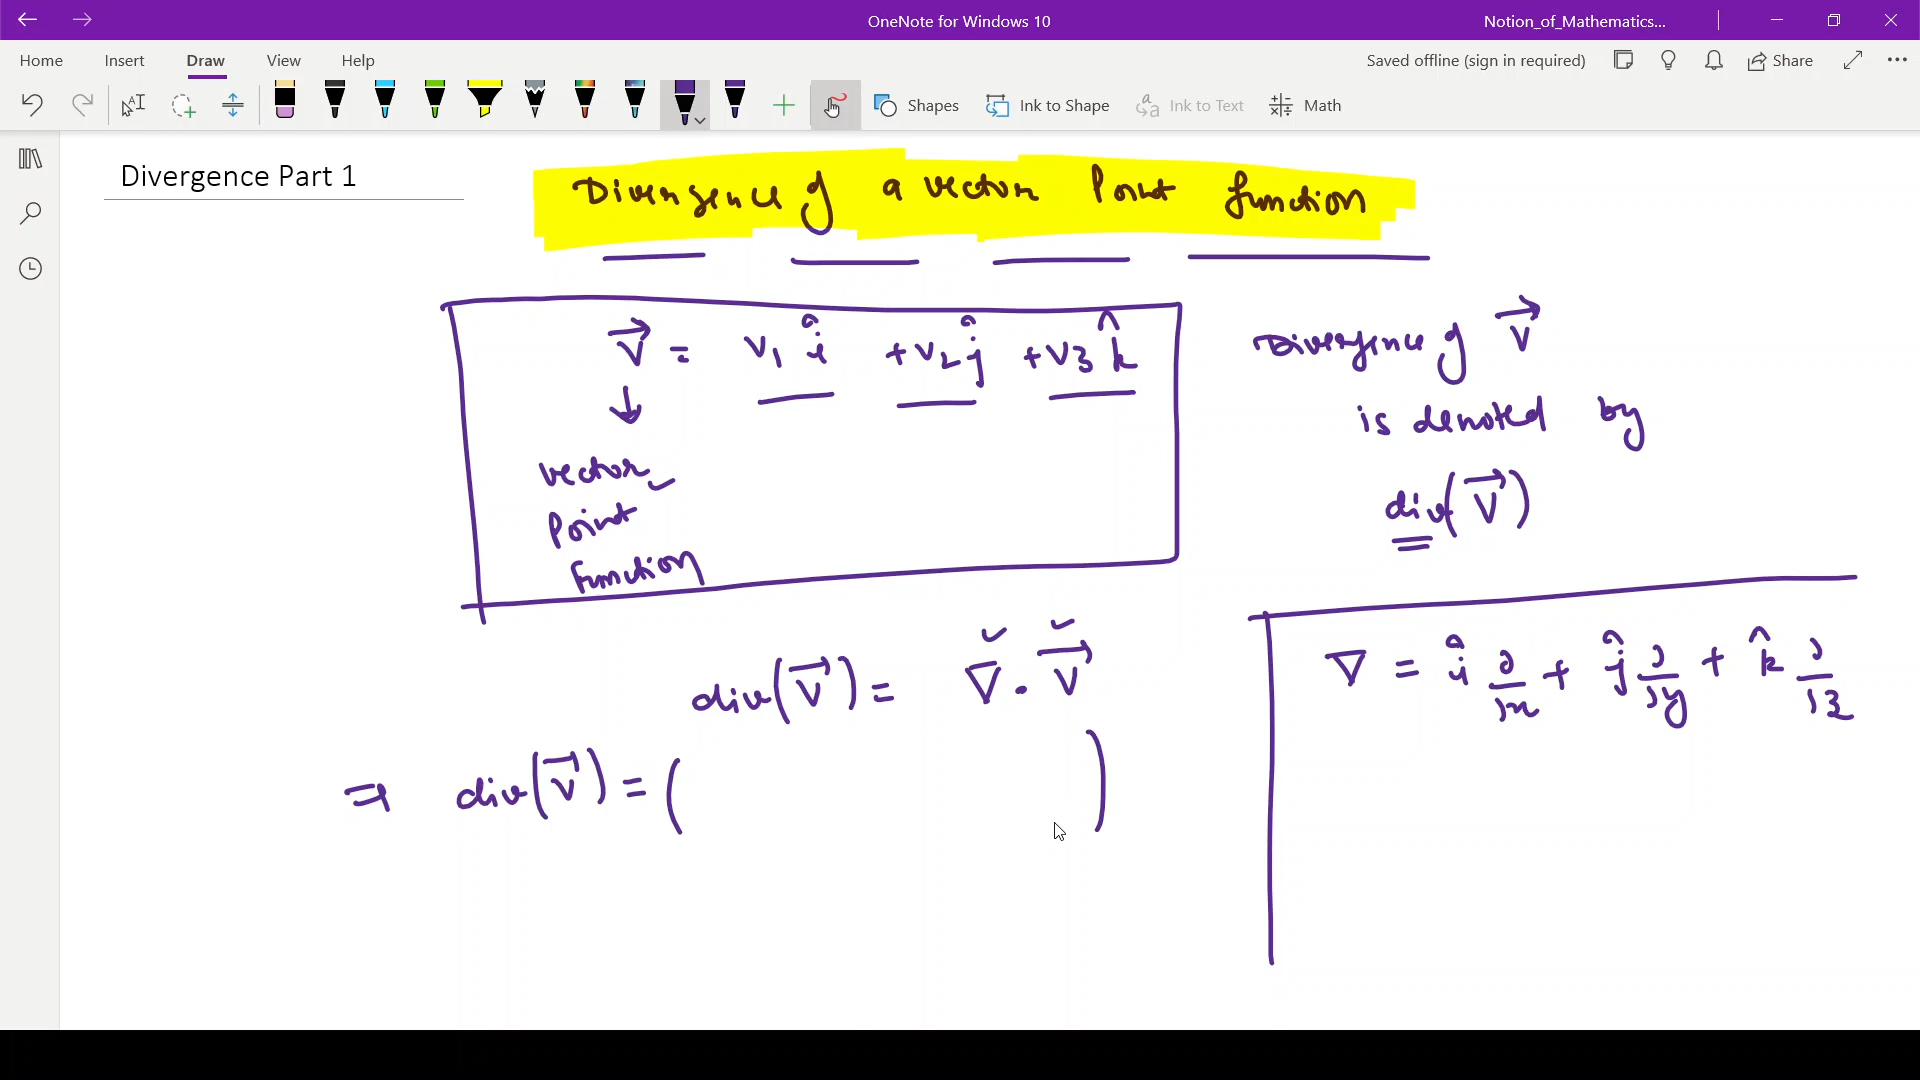 OneNote for Windows 10
Notion_of_Mathematics...
Home Insert Draw View Help
Saved offline (sign in required) Share
Shapes Ink to Shape Ink to Text Math
Divergence Part 1
Divergence of a vector Point function
V⃗ = v₁ î + v₂ ĵ + v₃ k̂
↓
vector
Point
function
Divergence of V⃗
is denoted by
div(V⃗)
div(V⃗) = ∇ . V⃗
∇ = î ∂/∂x + ĵ ∂/∂y + k̂ ∂/∂z
⇒ div(V⃗) = ( )